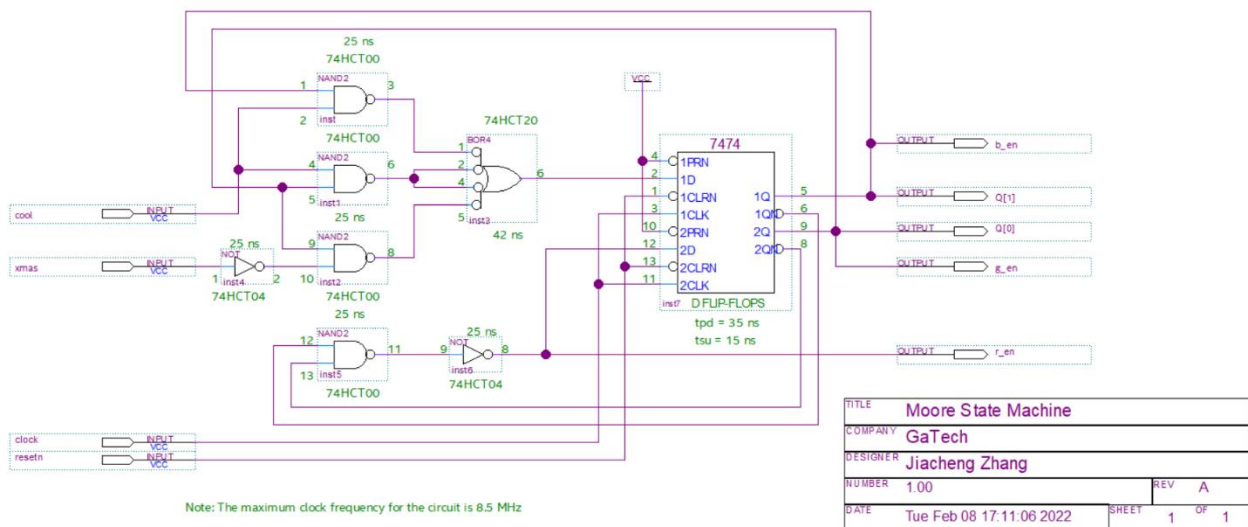 25 ns
74HCT00
NAND2
1
3
2
inst
74HCT00
NAND2
4
6
5
inst1
25 ns
74HCT20
BOR4
1
2
4
5
6
inst3
42 ns
VCC
7474
4
1PRN
2
1D
1
1CLRN
3
1CLK
10
2PRN
12
2D
13
2CLRN
11
2CLK
1Q
5
1QN
6
2Q
9
2QN
8
inst7
D FLIP-FLOPS
tpd = 35 ns
tsu = 15 ns
OUTPUT
b_en
OUTPUT
Q[1]
OUTPUT
Q[0]
OUTPUT
g_en
OUTPUT
r_en
cool
INPUT
VCC
xmas
INPUT
VCC
25 ns
NOT
1
2
inst4
74HCT04
NAND2
9
8
10
inst2
74HCT00
25 ns
NAND2
12
11
13
inst5
74HCT00
25 ns
NOT
9
8
inst6
74HCT04
clock
INPUT
VCC
resetn
INPUT
VCC
Note: The maximum clock frequency for the circuit is 8.5 MHz
TITLE Moore State Machine
COMPANY GaTech
DESIGNER Jiacheng Zhang
NUMBER 1.00 REV A
DATE Tue Feb 08 17:11:06 2022 SHEET 1 OF 1